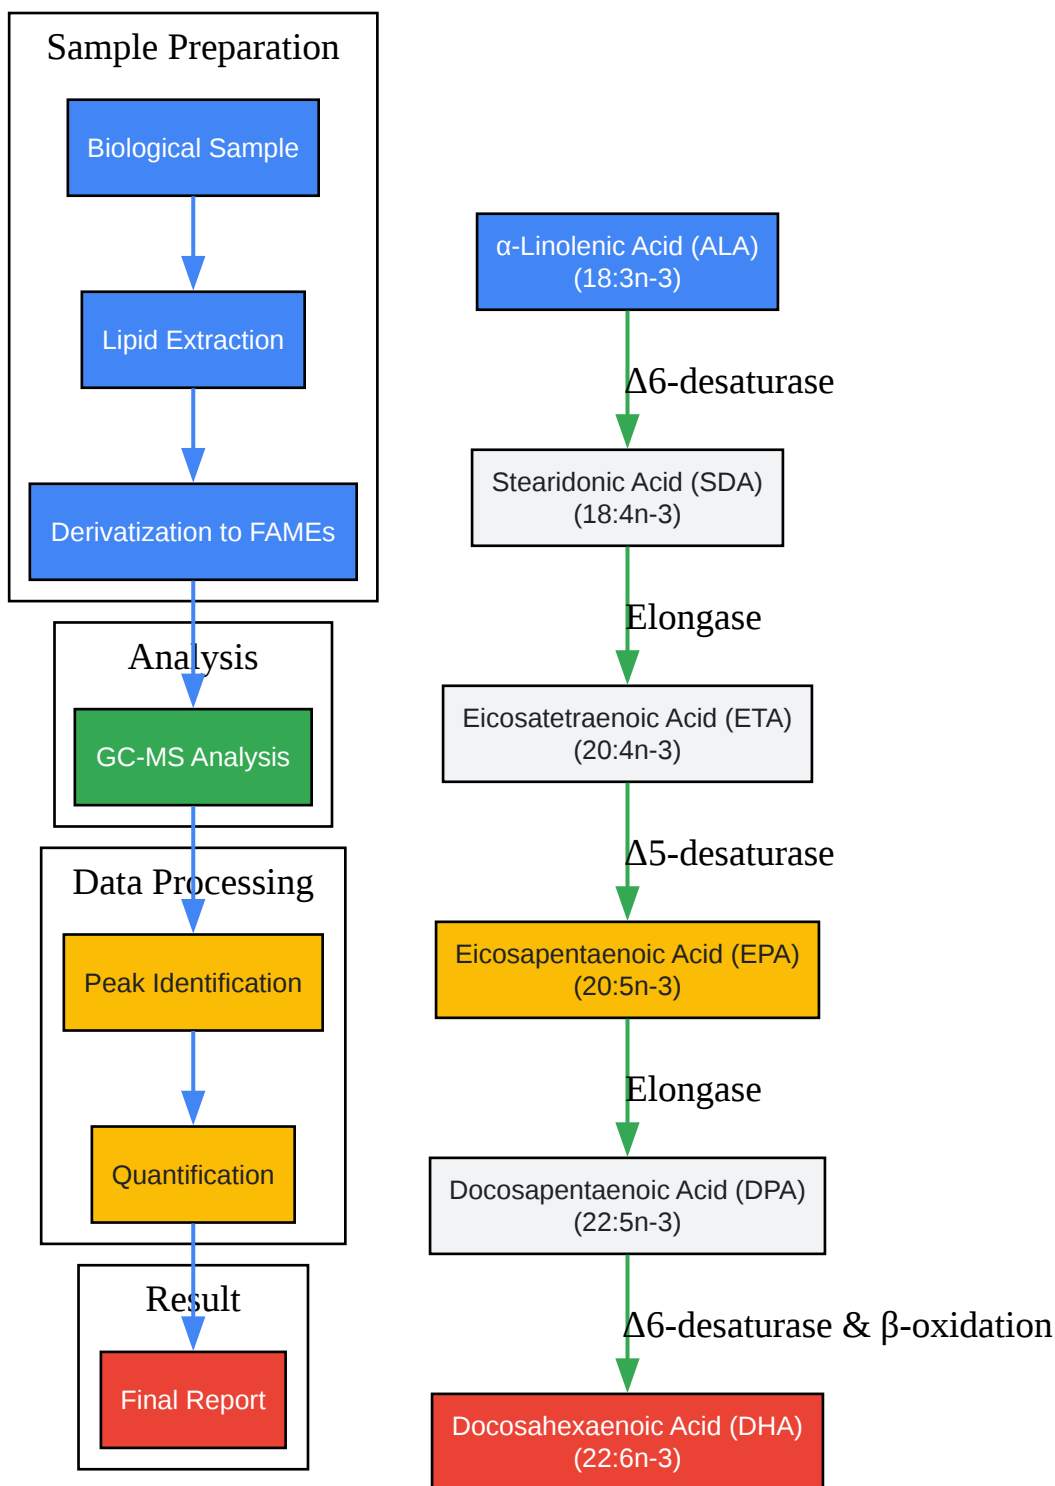 Sample Preparation
Biological Sample
Lipid Extraction
Derivatization to FAMEs
Analysis
GC-MS Analysis
Data Processing
Peak Identification
Quantification
Result
Final Report
α-Linolenic Acid (ALA)
(18:3n-3)
Δ6-desaturase
Stearidonic Acid (SDA)
(18:4n-3)
Elongase
Eicosatetraenoic Acid (ETA)
(20:4n-3)
Δ5-desaturase
Eicosapentaenoic Acid (EPA)
(20:5n-3)
Elongase
Docosapentaenoic Acid (DPA)
(22:5n-3)
Δ6-desaturase & β-oxidation
Docosahexaenoic Acid (DHA)
(22:6n-3)